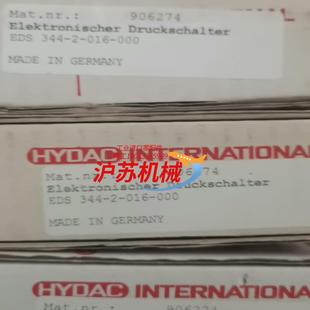 Mat.nr.: 906274
Elektronischer Druckschalter
EDS 344-2-016-000
MADE IN GERMANY
HYDAC INTERNATIONAL
沪苏机械
Elektronischer Druckschalter
EDS 344-2-016-000
MADE IN GERMANY
HYDAC INTERNATIONAL
Mat.nr.: 906274